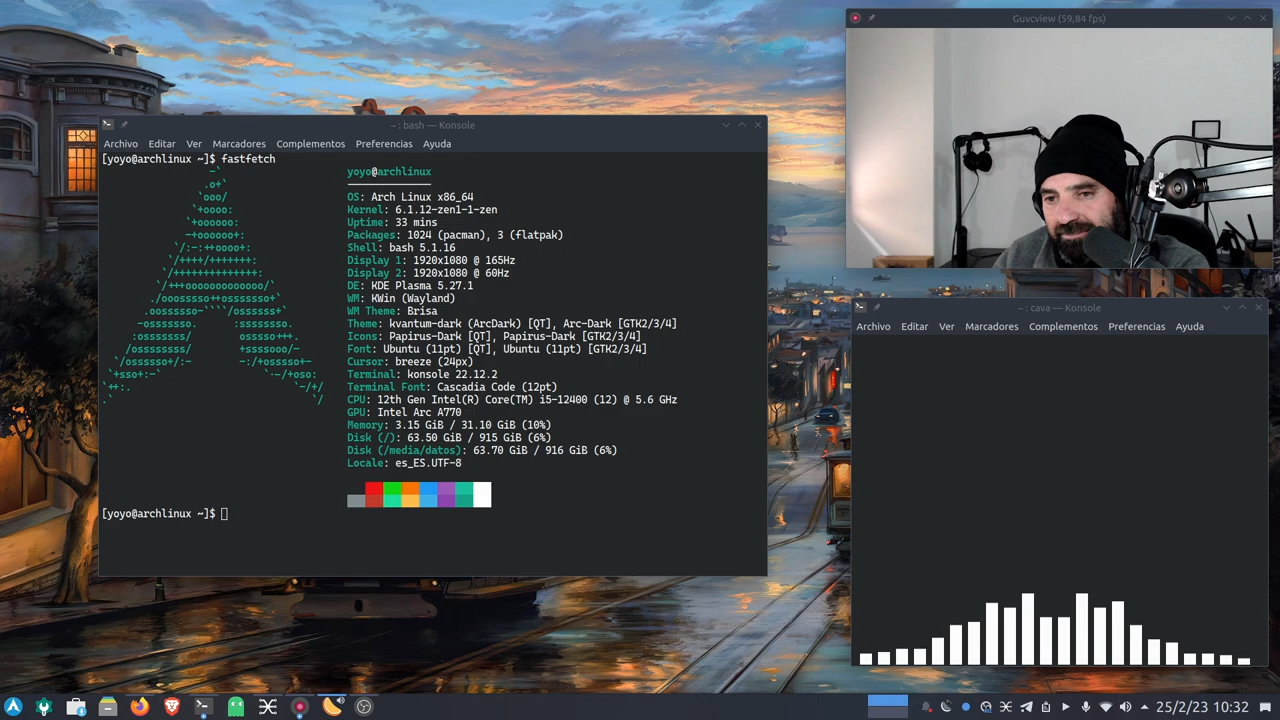 Guvcview (59,84 fps)
~ : bash — Konsole
Archivo Editar Ver Marcadores Complementos Preferencias Ayuda
[yoyo@archlinux ~]$ fastfetch
yoyo@archlinux
OS: Arch Linux x86_64
Kernel: 6.1.12-zen1-1-zen
Uptime: 33 mins
Packages: 1024 (pacman), 3 (flatpak)
Shell: bash 5.1.16
Display 1: 1920x1080 @ 165Hz
Display 2: 1920x1080 @ 60Hz
DE: KDE Plasma 5.27.1
WM: KWin (Wayland)
WM Theme: Brisa
Theme: kvantum-dark (ArcDark) [QT], Arc-Dark [GTK2/3/4]
Icons: Papirus-Dark [QT], Papirus-Dark [GTK2/3/4]
Font: Ubuntu (11pt) [QT], Ubuntu (11pt) [GTK2/3/4]
Cursor: breeze (24px)
Terminal: konsole 22.12.2
Terminal Font: Cascadia Code (12pt)
CPU: 12th Gen Intel(R) Core(TM) i5-12400 (12) @ 5.6 GHz
GPU: Intel Arc A770
Memory: 3.15 GiB / 31.10 GiB (10%)
Disk (/): 63.50 GiB / 915 GiB (6%)
Disk (/media/datos): 63.70 GiB / 916 GiB (6%)
Locale: es_ES.UTF-8
[yoyo@archlinux ~]$
~ : cava — Konsole
Archivo Editar Ver Marcadores Complementos Preferencias Ayuda
25/2/23 10:32